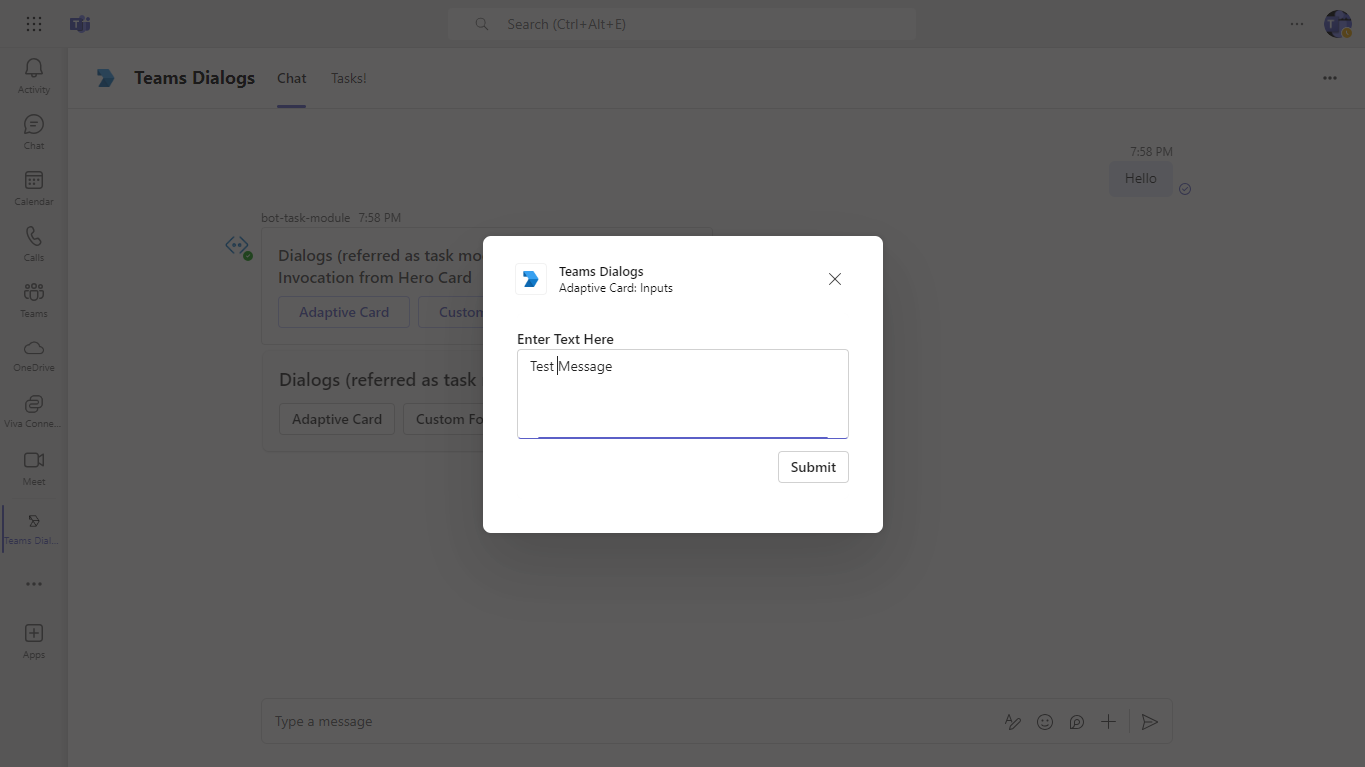 Search (Ctrl+Alt+E)
Activity
Chat
Calendar
Calls
Teams
OneDrive
Viva Conne...
Meet
Teams Dial...
Apps
Teams Dialogs
Chat
Tasks!
7:58 PM
Hello
bot-task-module 7:58 PM
Dialogs (referred as task mo
Invocation from Hero Card
Adaptive Card
Custon
Dialogs (referred as task
Adaptive Card
Custom Fo
Teams Dialogs
Adaptive Card: Inputs
Enter Text Here
Test Message
Submit
Type a message